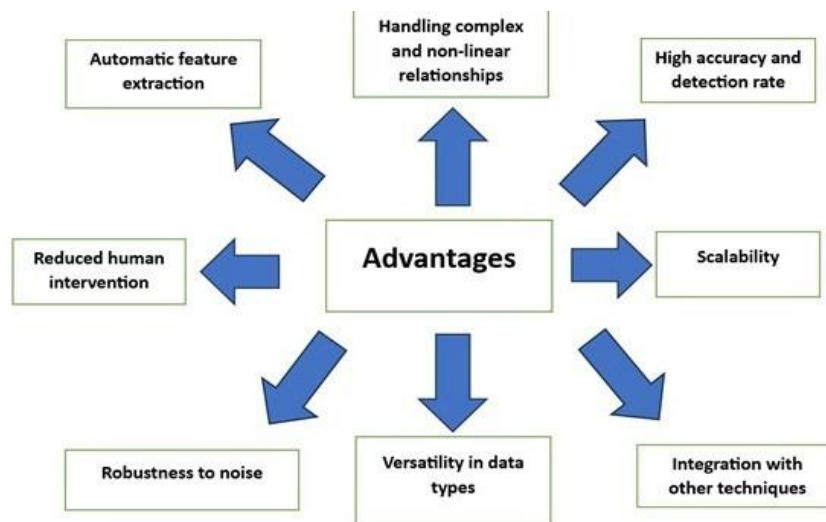 Handling complex
and non-linear
relationships
Automatic feature
extraction
High accuracy and
detection rate
Reduced human
intervention
Advantages
Scalability
Robustness to noise
Versatility in data
types
Integration with
other techniques